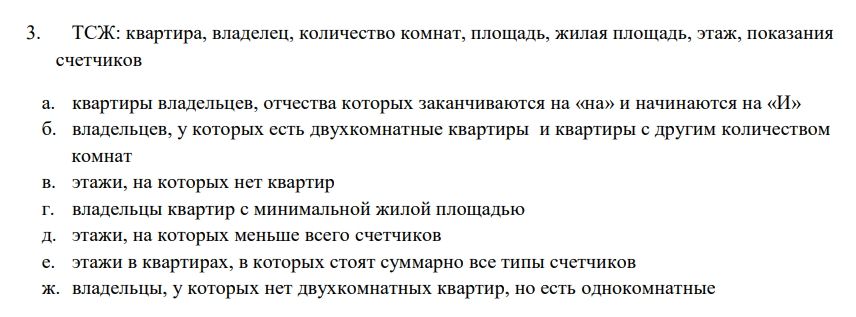 3. ТСЖ: квартира, владелец, количество комнат, площадь, жилая площадь, этаж, показания
счетчиков
а. квартиры владельцев, отчества которых заканчиваются на «на» и начинаются на «И»
б. владельцев, у которых есть двухкомнатные квартиры и квартиры с другим количеством
комнат
в. этажи, на которых нет квартир
г. владельцы квартир с минимальной жилой площадью
д. этажи, на которых меньше всего счетчиков
е. этажи в квартирах, в которых стоят суммарно все типы счетчиков
ж. владельцы, у которых нет двухкомнатных квартир, но есть однокомнатные